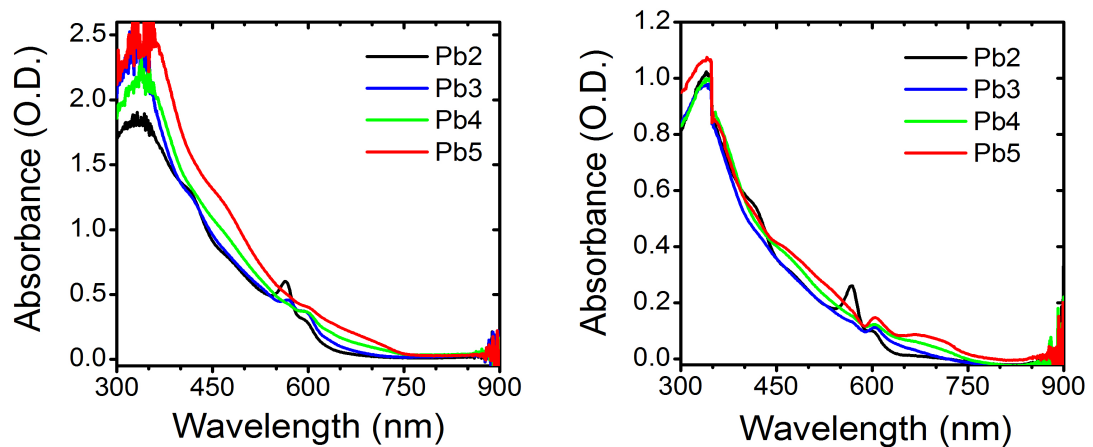 Absorbance (O.D.)
2.5
2.0
1.5
1.0
0.5
0.0
Pb2
Pb3
Pb4
Pb5
300 450 600 750 900
Wavelength (nm)
Absorbance (O.D.)
1.2
1.0
0.8
0.6
0.4
0.2
0.0
Pb2
Pb3
Pb4
Pb5
300 450 600 750 900
Wavelength (nm)